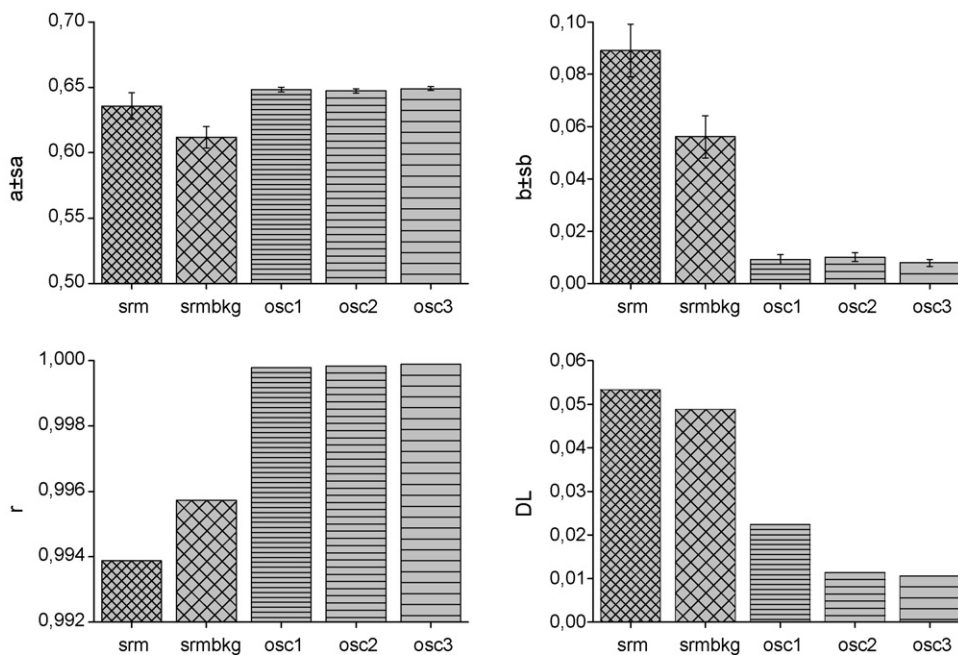 0,70
0,65
0,60
0,55
0,50
a±sa
srm srmbkg osc1 osc2 osc3
0,10
0,08
0,06
0,04
0,02
0,00
b±sb
srm srmbkg osc1 osc2 osc3
1,000
0,998
0,996
0,994
0,992
r
srm srmbkg osc1 osc2 osc3
0,06
0,05
0,04
0,03
0,02
0,01
0,00
DL
srm srmbkg osc1 osc2 osc3